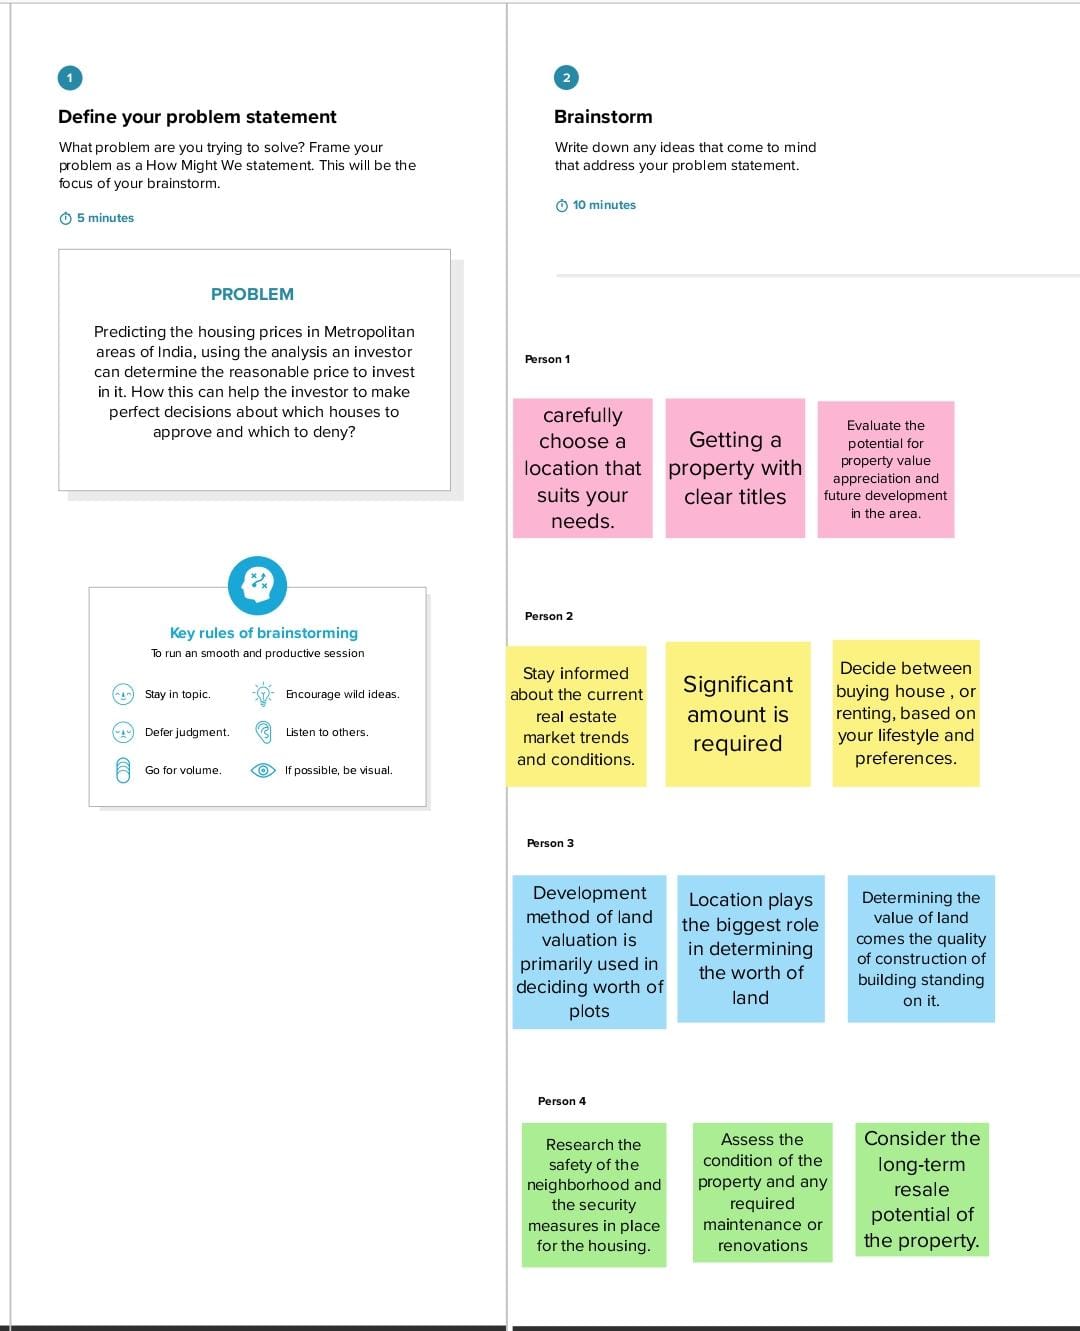 1
Define your problem statement
What problem are you trying to solve? Frame your
problem as a How Might We statement. This will be the
focus of your brainstorm.
5 minutes
PROBLEM
Predicting the housing prices in Metropolitan
areas of India, using the analysis an investor
can determine the reasonable price to invest
in it. How this can help the investor to make
perfect decisions about which houses to
approve and which to deny?
Key rules of brainstorming
To run an smooth and productive session
Stay in topic.
Encourage wild ideas.
Defer judgment.
Listen to others.
Go for volume.
If possible, be visual.
2
Brainstorm
Write down any ideas that come to mind
that address your problem statement.
10 minutes
Person 1
carefully
choose a
location that
suits your
needs.
Getting a
property with
clear titles
Evaluate the
potential for
property value
appreciation and
future development
in the area.
Person 2
Stay informed
about the current
real estate
market trends
and conditions.
Significant
amount is
required
Decide between
buying house , or
renting, based on
your lifestyle and
preferences.
Person 3
Development
method of land
valuation is
primarily used in
deciding worth of
plots
Location plays
the biggest role
in determining
the worth of
land
Determining the
value of land
comes the quality
of construction of
building standing
on it.
Person 4
Research the
safety of the
neighborhood and
the security
measures in place
for the housing.
Assess the
condition of the
property and any
required
maintenance or
renovations
Consider the
long-term
resale
potential of
the property.